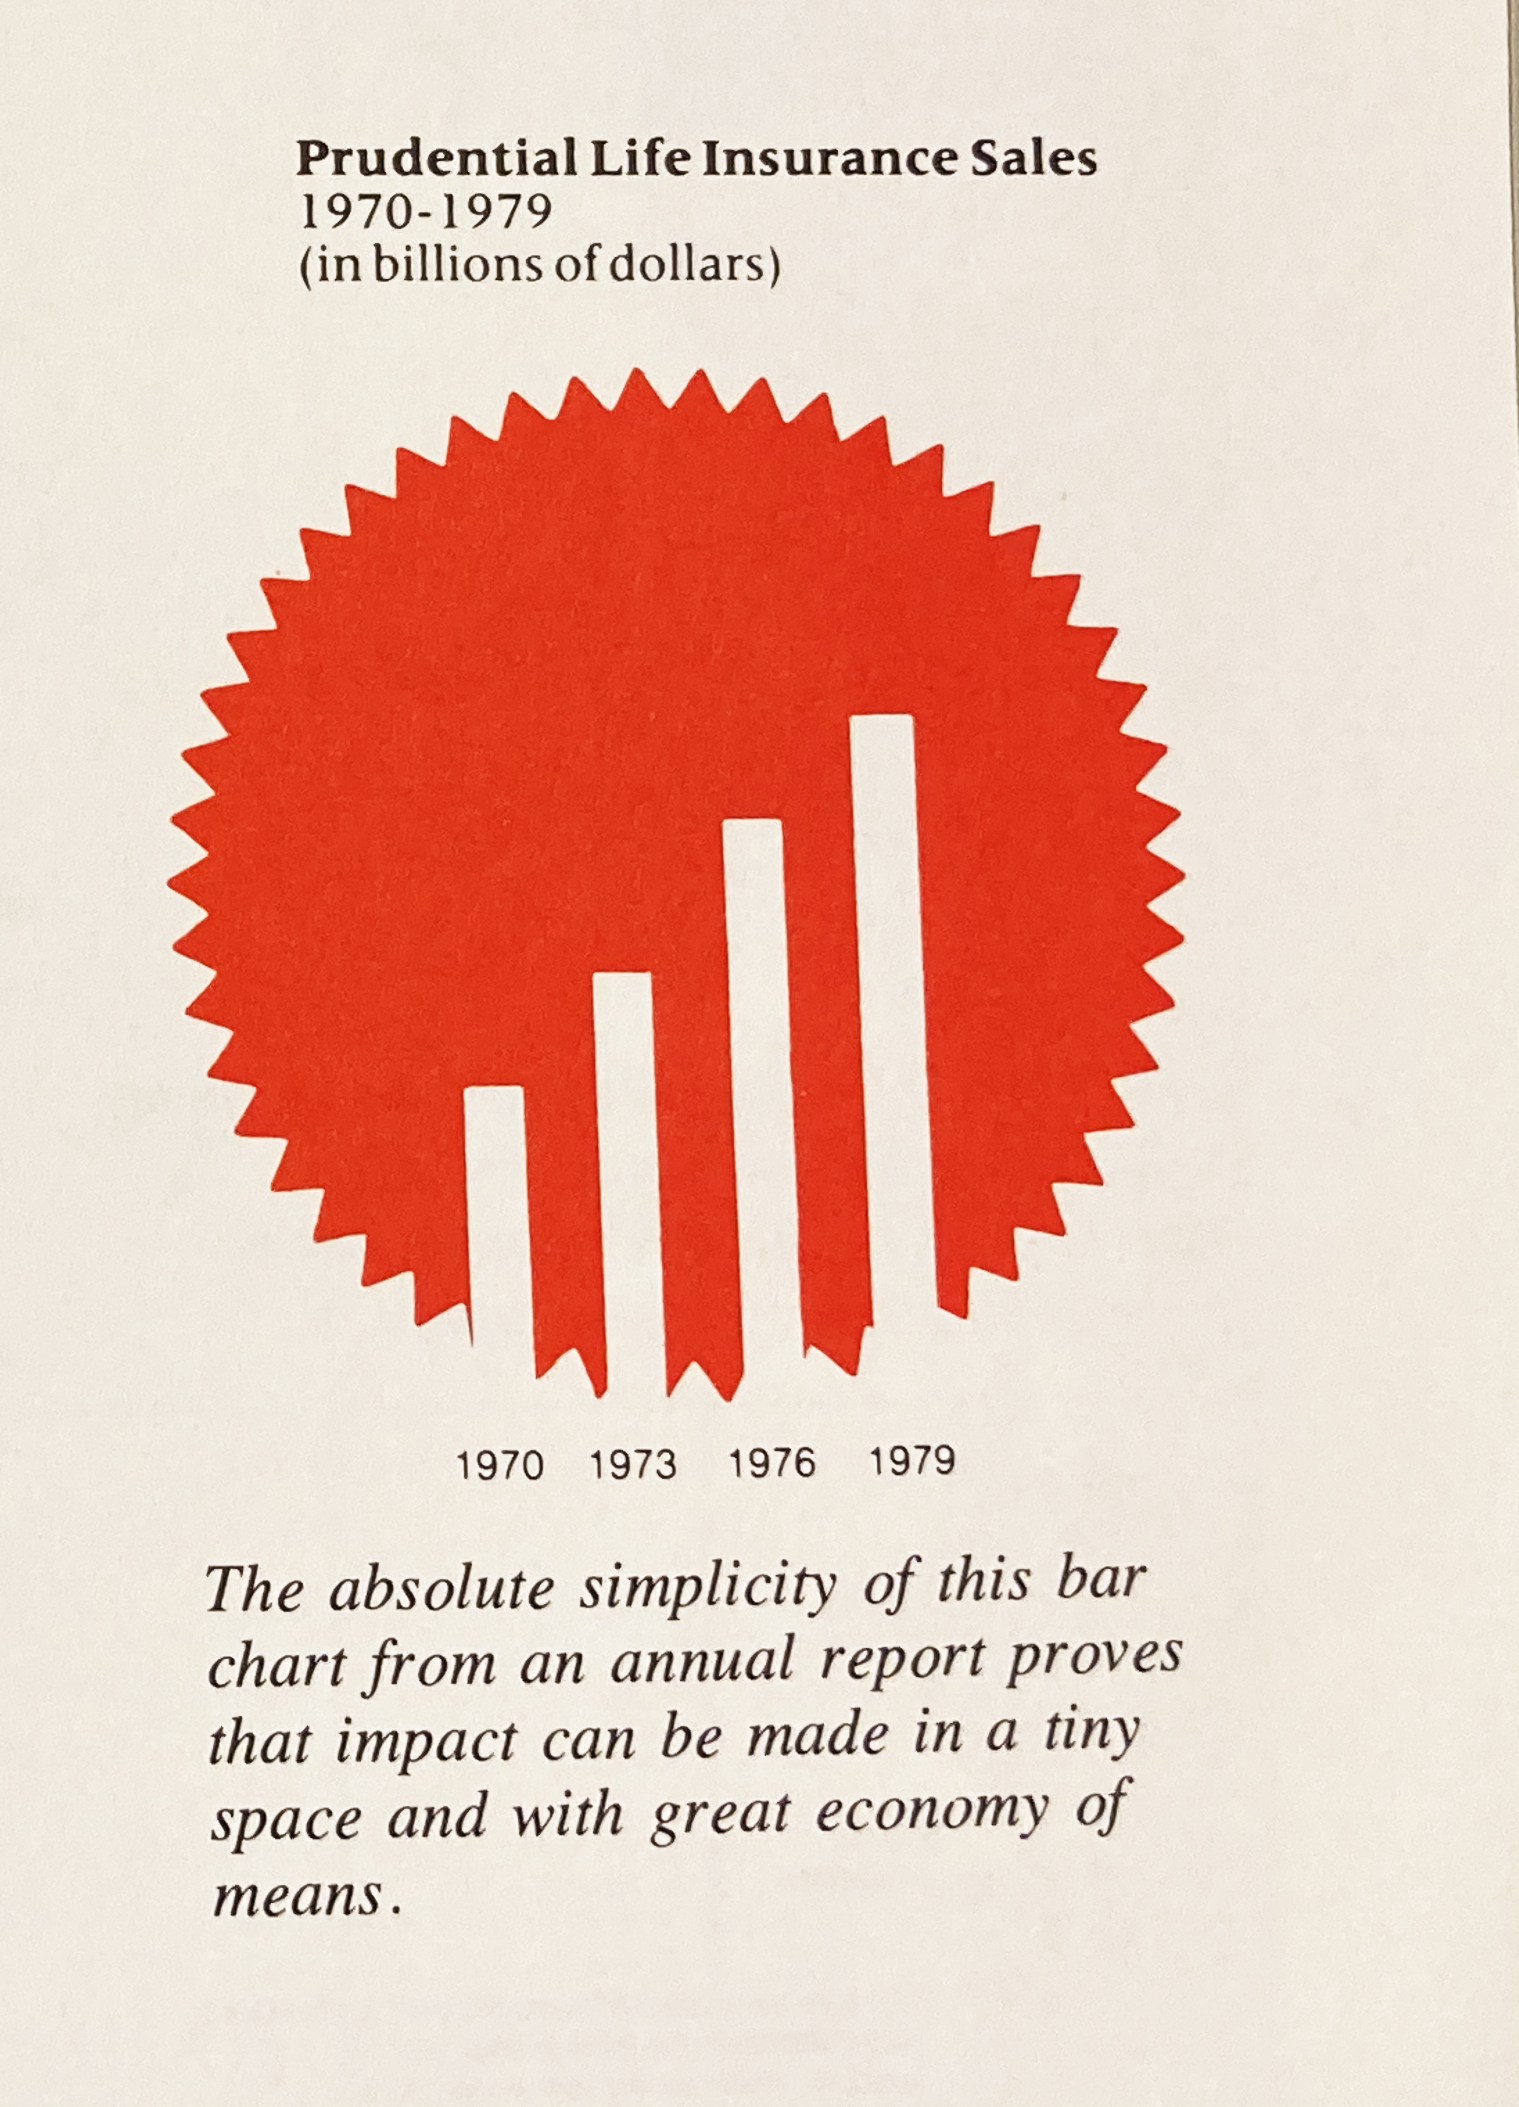 Prudential Life Insurance Sales
1970-1979
(in billions of dollars)
1970 1973 1976 1979
The absolute simplicity of this bar
chart from an annual report proves
that impact can be made in a tiny
space and with great economy of
means.